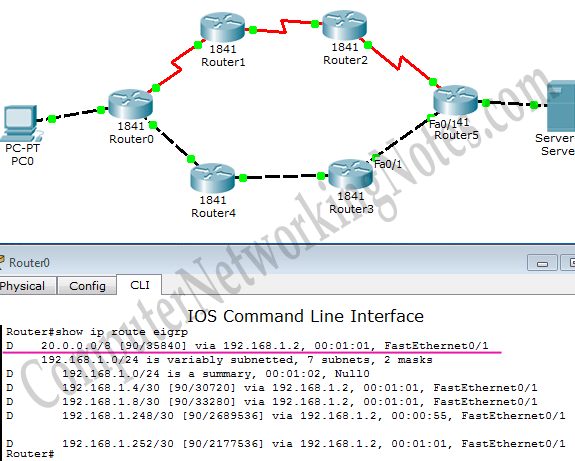 1841
Router1
1841
Router2
PC-PT
PC0
1841
Router0
Fa0/1
41
Router5
Server
Serve
1841
Router4
Fa0/1
1841
Router3
ComputerNetworkingNotes.com
Router0
Physical Config CLI
IOS Command Line Interface
Router#show ip route eigrp
D 20.0.0.0/8 [90/35840] via 192.168.1.2, 00:01:01, FastEthernet0/1
192.168.1.0/24 is variably subnetted, 7 subnets, 2 masks
D 192.168.1.0/24 is a summary, 00:01:02, Null0
D 192.168.1.4/30 [90/30720] via 192.168.1.2, 00:01:01, FastEthernet0/1
D 192.168.1.8/30 [90/33280] via 192.168.1.2, 00:01:01, FastEthernet0/1
D 192.168.1.248/30 [90/2689536] via 192.168.1.2, 00:00:55, FastEthernet0/1
D 192.168.1.252/30 [90/2177536] via 192.168.1.2, 00:01:01, FastEthernet0/1
Router#